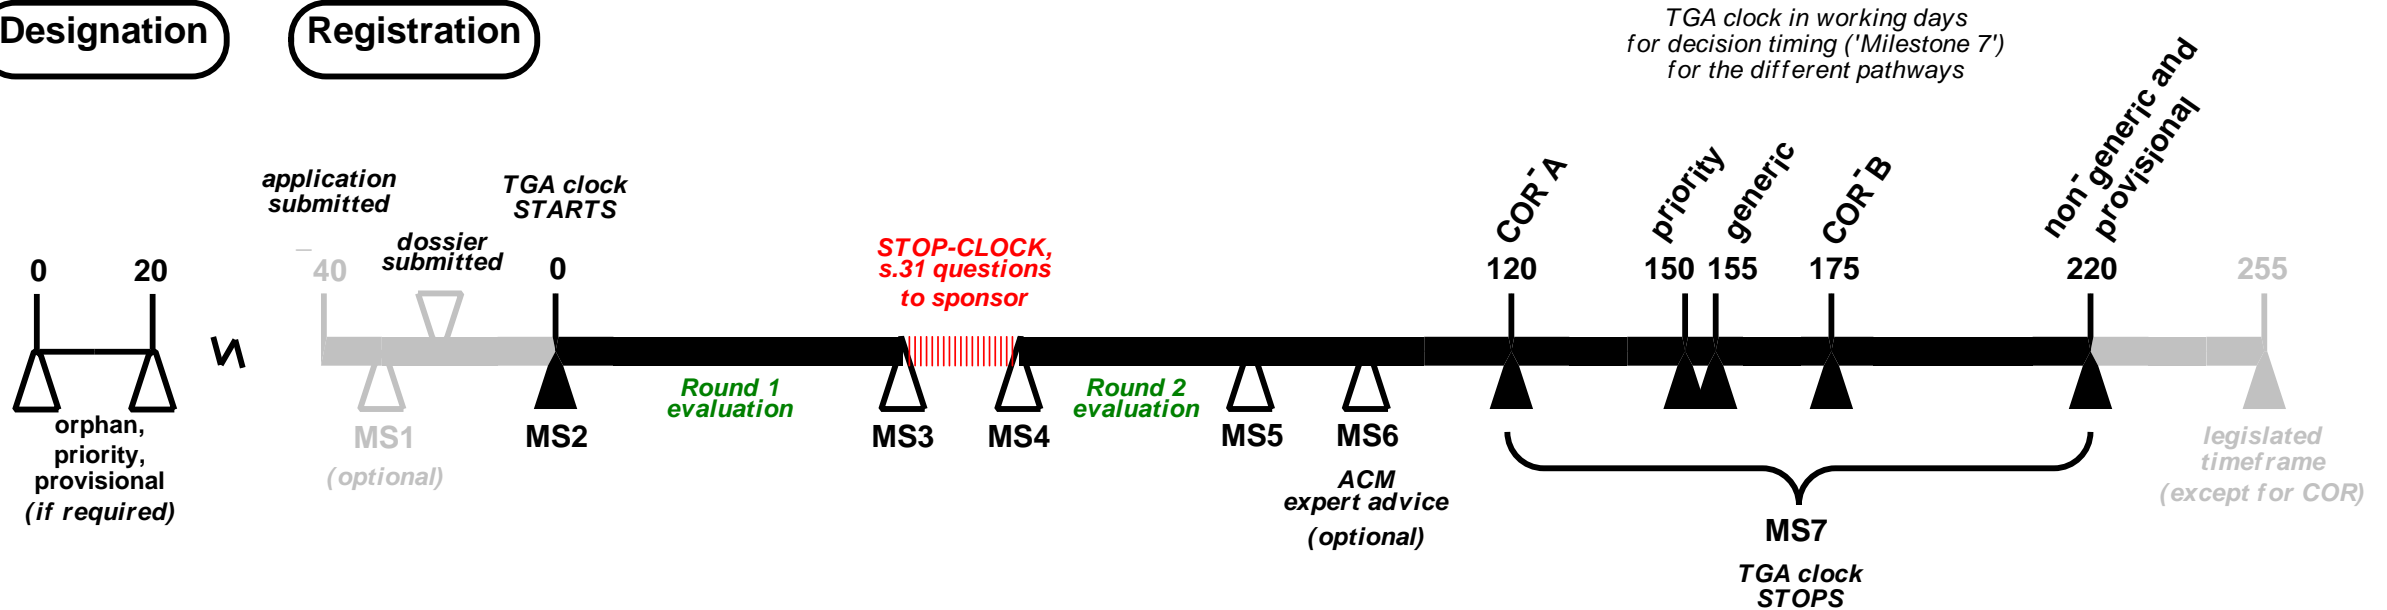 Designation
Registration
TGA clock in working days
for decision timing ('Milestone 7')
for the different pathways
application
submitted
TGA clock
STARTS
dossier
submitted
STOP-CLOCK,
s.31 questions
to sponsor
COR-A
priority
generic
COR-B
non-generic and
provisional
0
20
-40
0
120
150
155
175
220
255
Round 1
evaluation
Round 2
evaluation
orphan,
priority,
provisional
(if required)
MS1
(optional)
MS2
MS3
MS4
MS5
MS6
ACM
expert advice
(optional)
MS7
TGA clock
STOPS
legislated
timeframe
(except for COR)